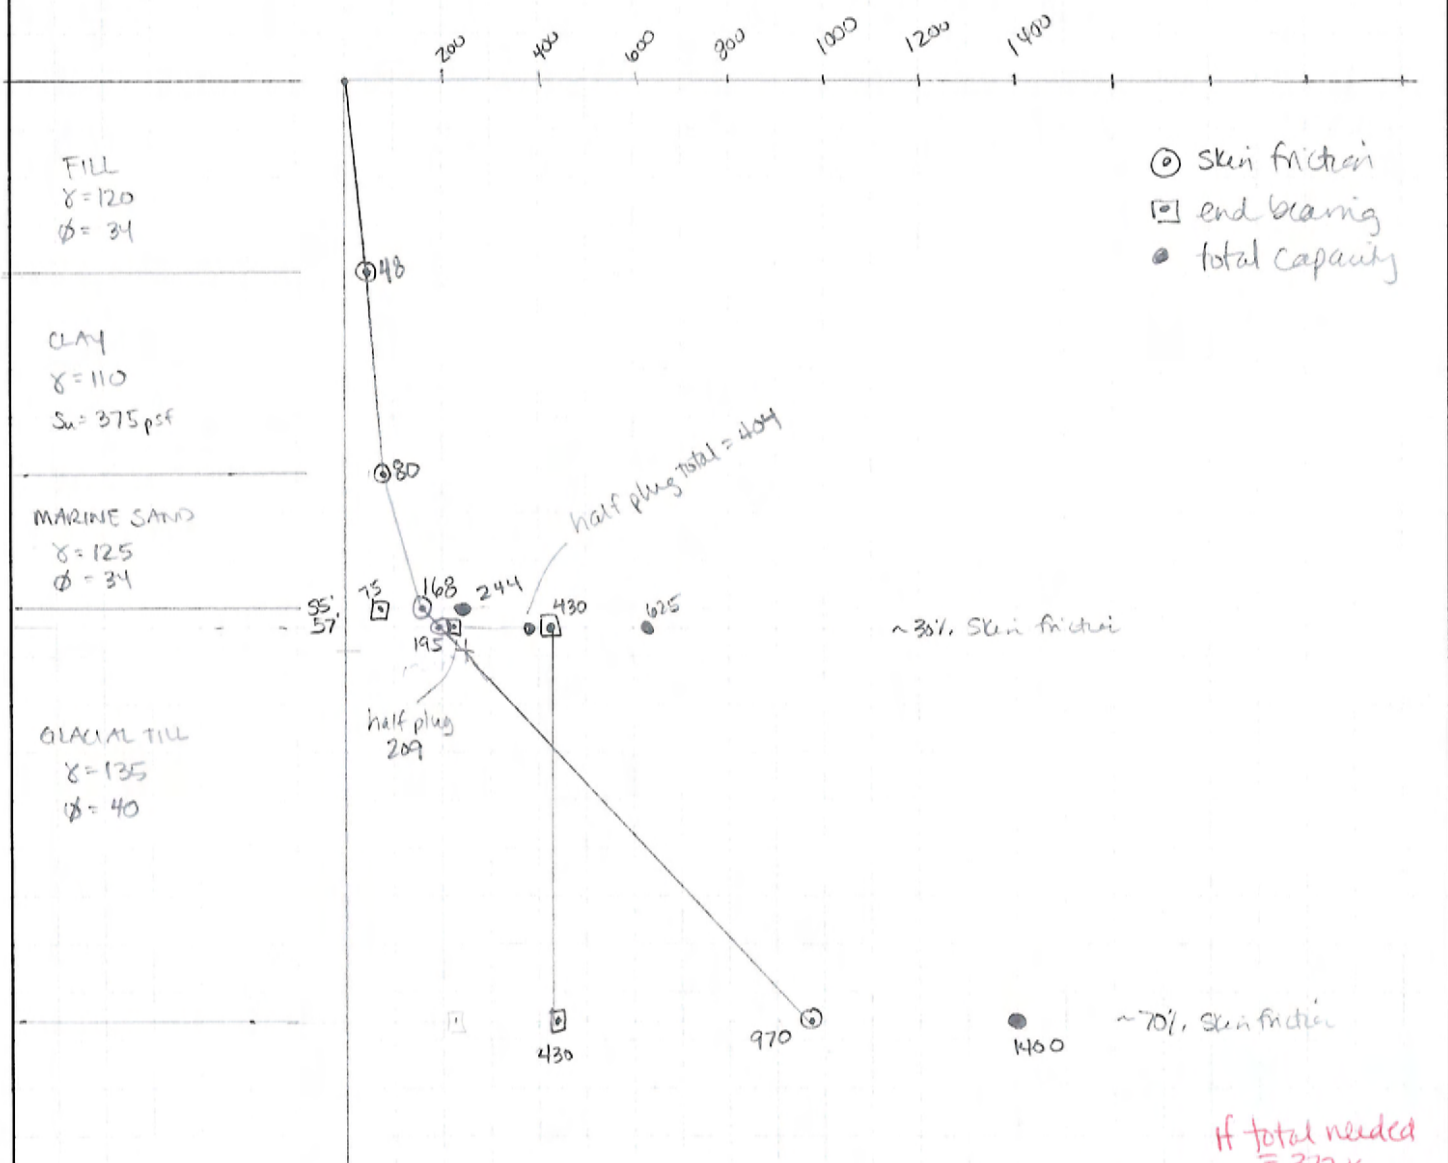 200 400 600 800 1000 1200 1400
FILL
γ=120
φ= 34
skin friction
end bearing
total capacity
48
CLAY
γ=110
Su= 375psf
80
half plug total = 404
MARINE SAND
γ=125
φ = 34
75
168
244
55'
57'
430
625
195
~30% Skin friction
half plug
209
GLACIAL TILL
γ=135
φ= 40
430
970
1400
~70% Skin friction
If total needed